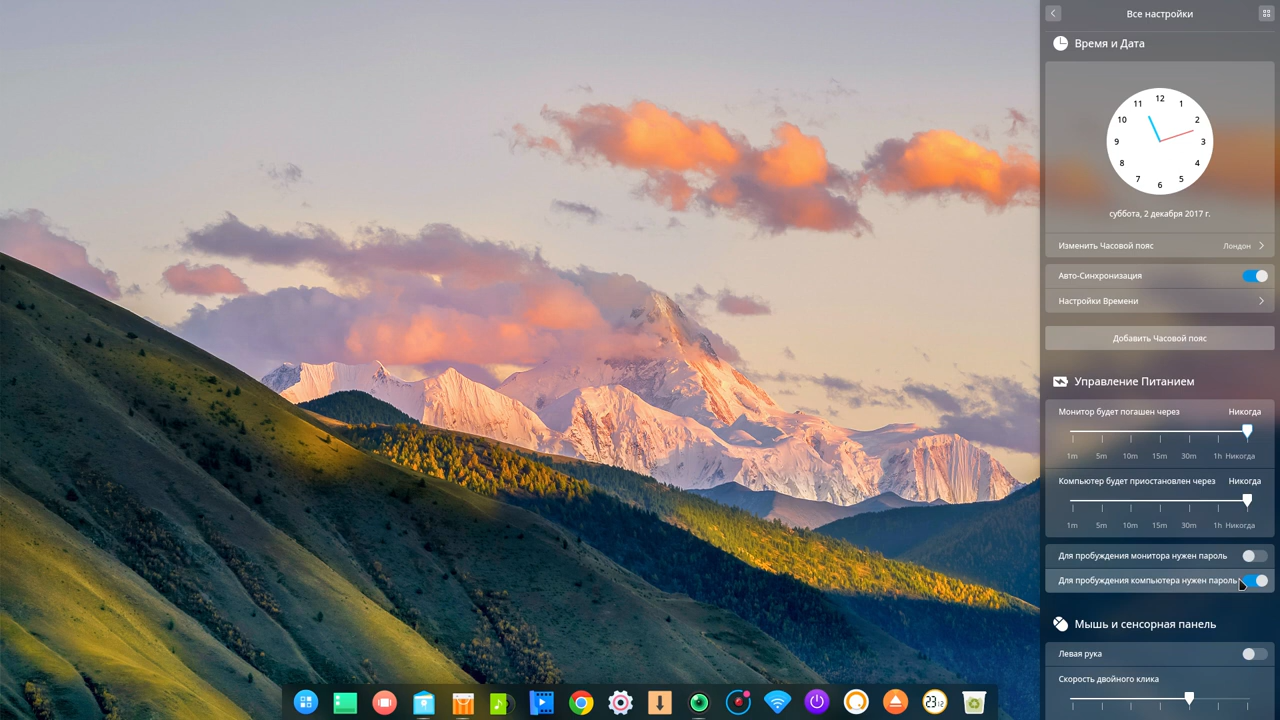 Все настройки
Время и Дата
12
11
1
10
2
9
3
8
4
7
5
6
суббота, 2 декабря 2017 г.
Изменить Часовой пояс Лондон
Авто-Синхронизация
Настройки Времени
Добавить Часовой пояс
Управление Питанием
Монитор будет погашен через Никогда
1m 5m 10m 15m 30m 1h Никогда
Компьютер будет приостановлен через Никогда
1m 5m 10m 15m 30m 1h Никогда
Для пробуждения монитора нужен пароль
Для пробуждения компьютера нужен пароль
Мышь и сенсорная панель
Левая рука
Скорость двойного клика
23 12